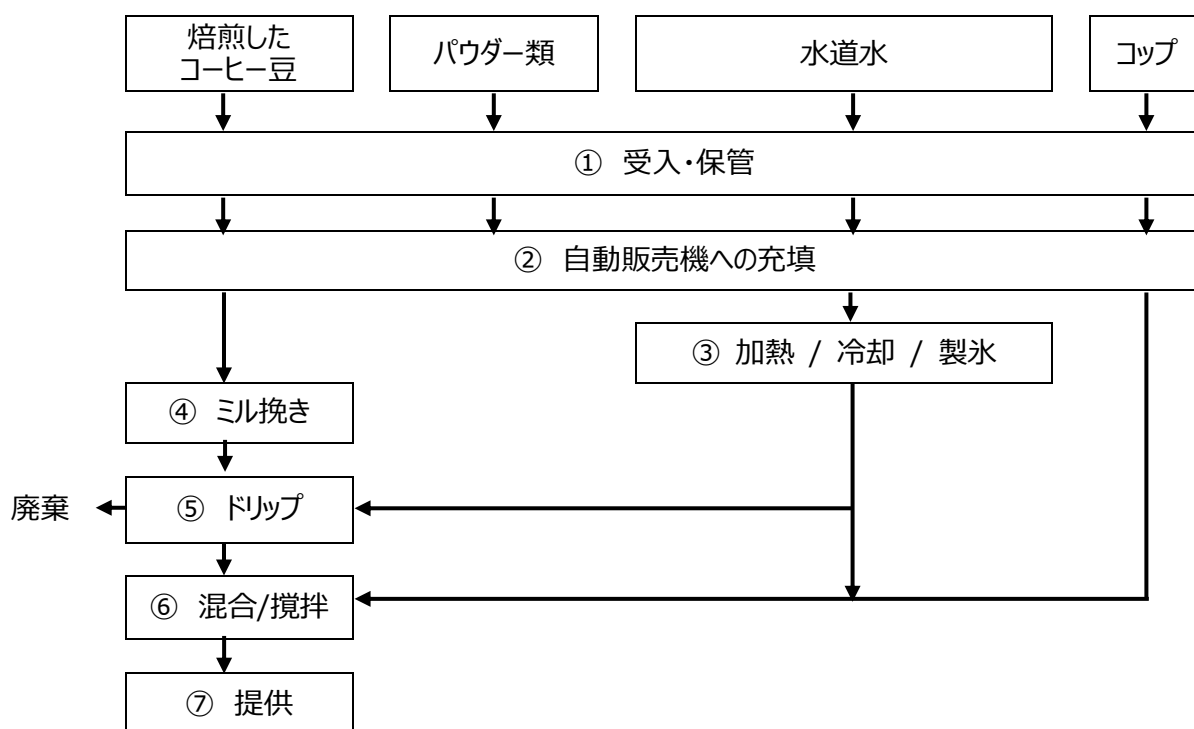 焙煎した
コーヒー豆
パウダー類
水道水
コップ
① 受入・保管
② 自動販売機への充填
③ 加熱 / 冷却 / 製氷
④ ミル挽き
廃棄
⑤ ドリップ
⑥ 混合/撹拌
⑦ 提供